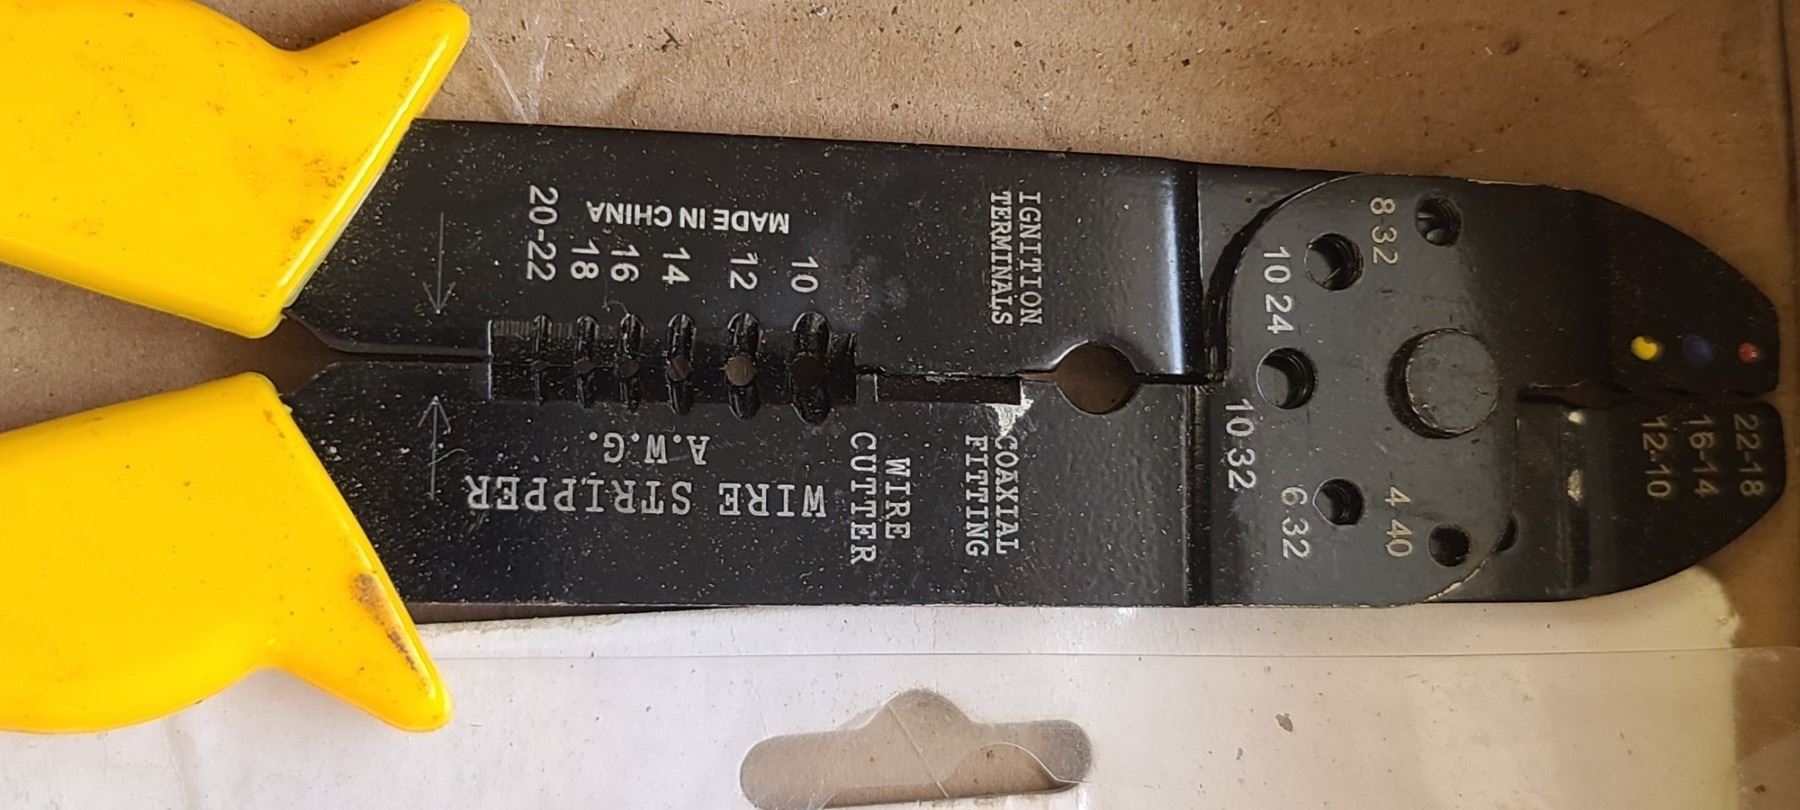 20-22
18
16
14
12
10
MADE IN CHINA
A.W.G.
WIRE STRIPPER
WIRE
CUTTER
IGNITION
TERMINALS
COAXIAL
FITTING
8 32
10 24
10-32
6 32
4 40
22-18
16-14
12-10